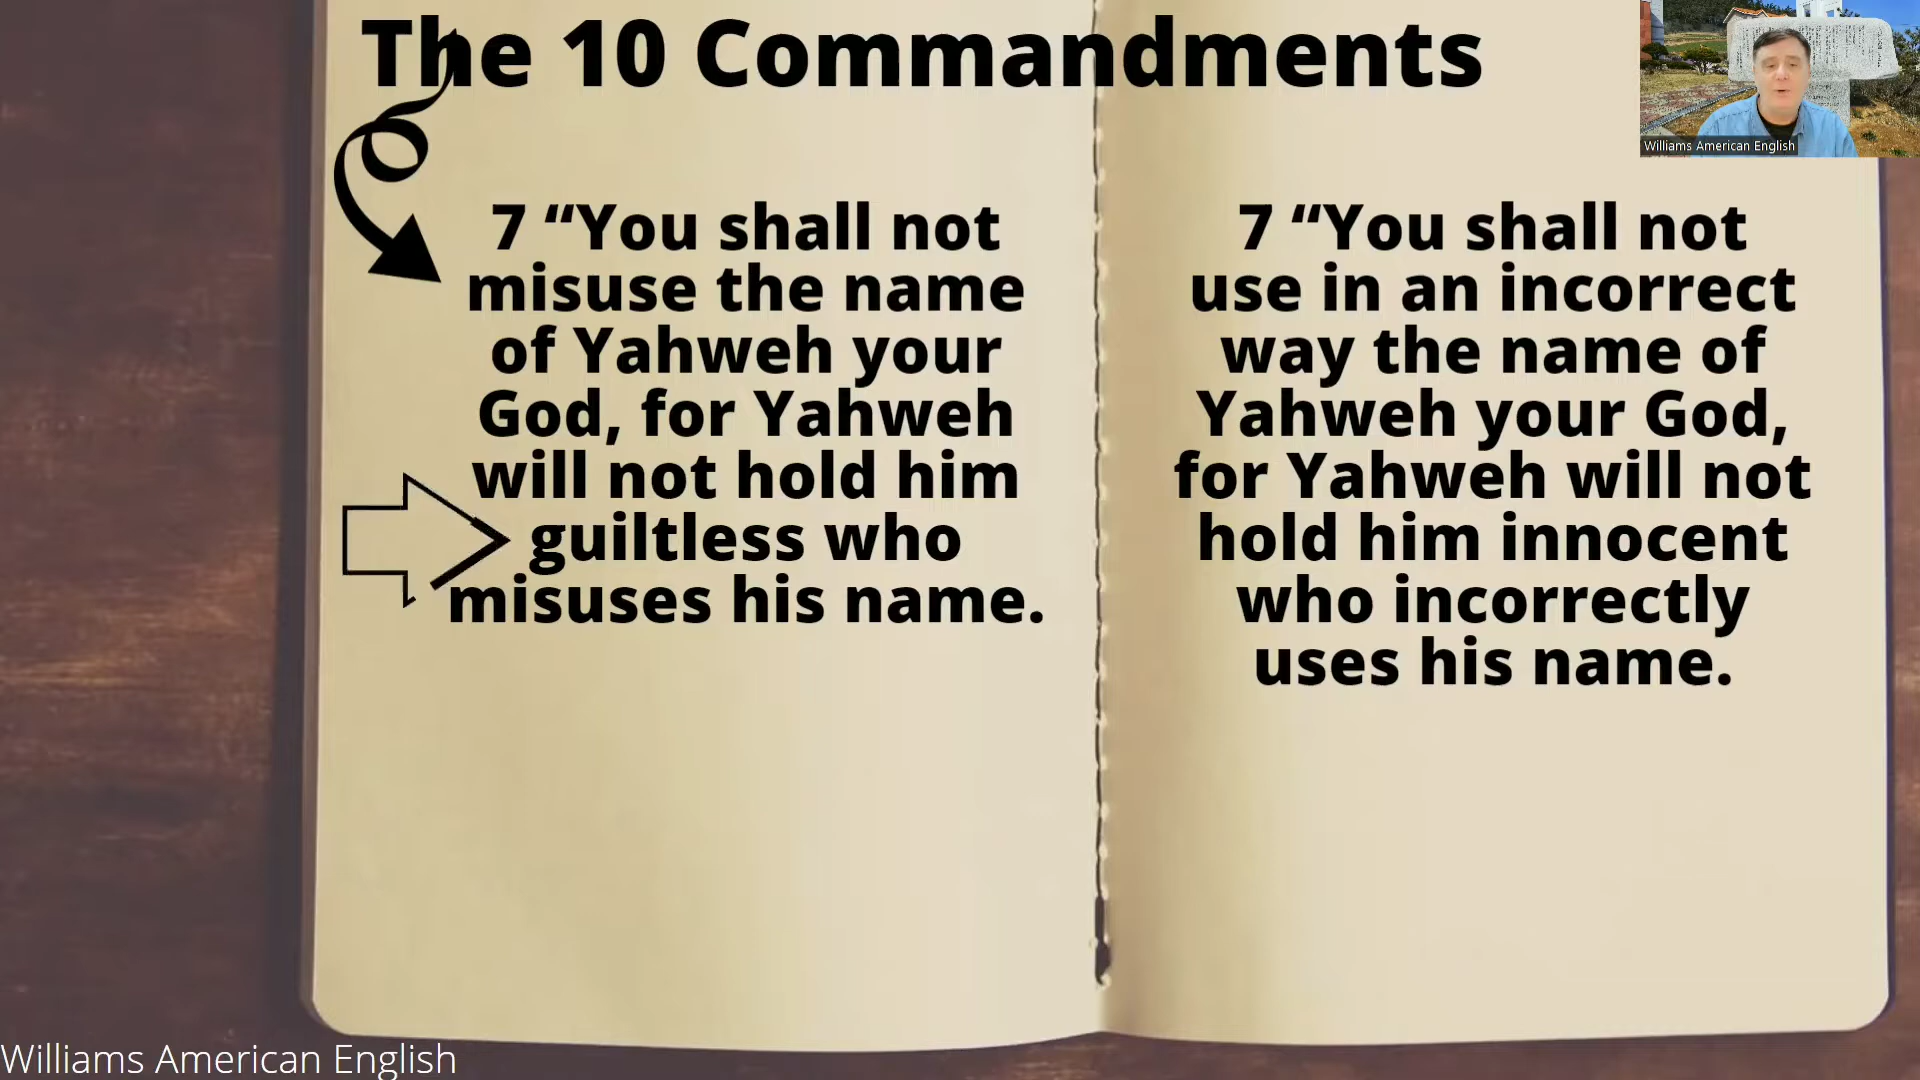 The 10 Commandments
7 “You shall not
misuse the name
of Yahweh your
God, for Yahweh
will not hold him
guiltless who
misuses his name.
7 “You shall not
use in an incorrect
way the name of
Yahweh your God,
for Yahweh will not
hold him innocent
who incorrectly
uses his name.
Williams American English
Williams American English